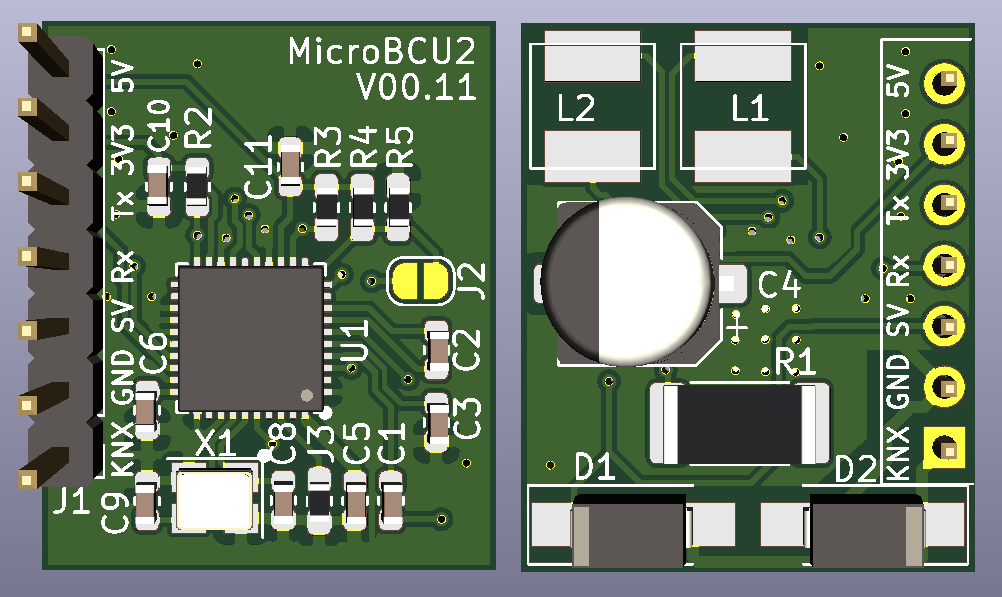 MicroBCU2
V00.11
5V
3V3
Tx
Rx
SV
GND
KNX
J1
C10
R2
C11
R3
R4
R5
J2
U1
C6
C2
C3
X1
C9
C8
J3
C5
C1
L2
L1
5V
3V3
Tx
Rx
SV
GND
KNX
C4
+
R1
D1
D2